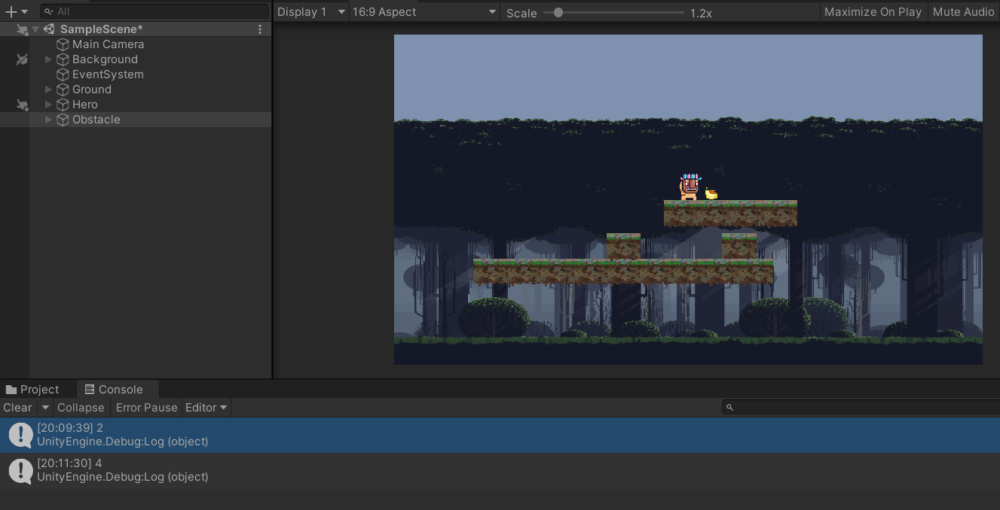 All
Display 1 16:9 Aspect Scale 1.2x Maximize On Play Mute Audio
SampleScene*
Main Camera
Background
EventSystem
Ground
Hero
Obstacle
Project Console
Clear Collapse Error Pause Editor
[20:09:39] 2
UnityEngine.Debug:Log (object)
[20:11:30] 4
UnityEngine.Debug:Log (object)